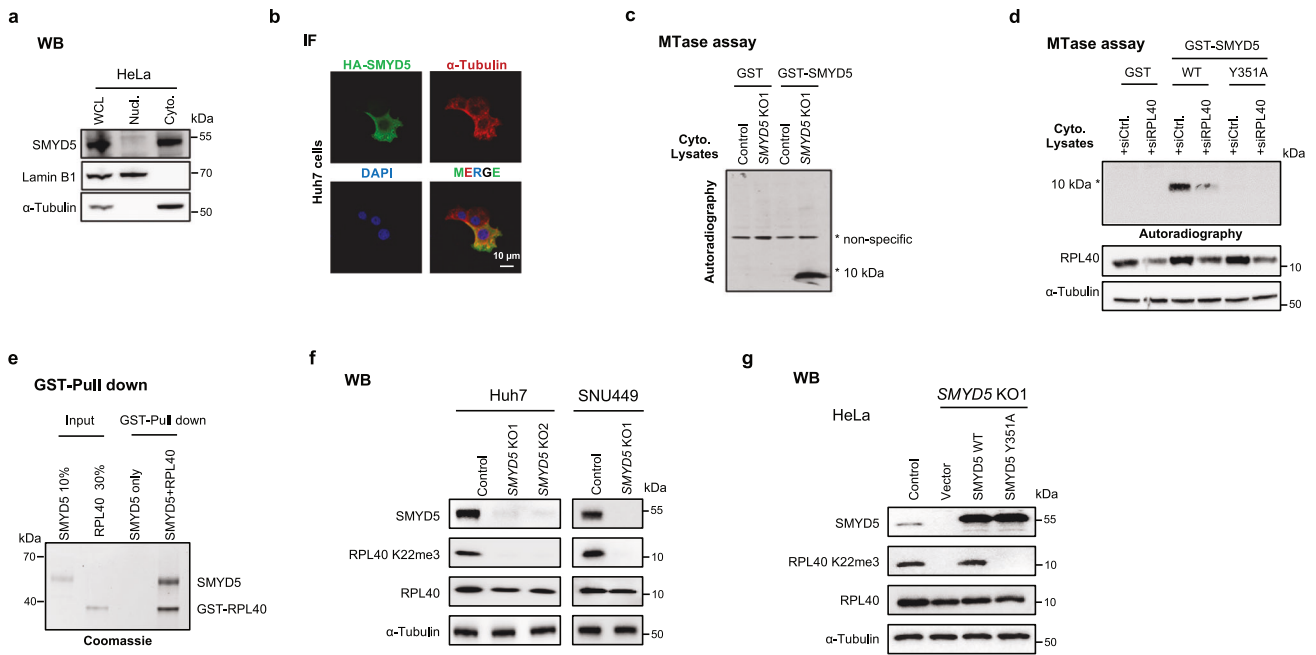 a
WB
HeLa
WCL
Nucl.
Cyto.
kDa
SMYD5
55
Lamin B1
70
α-Tubulin
50
b
IF
HA-SMYD5
α-Tubulin
Huh7 cells
DAPI
MERGE
10 μm
c
MTase assay
GST
GST-SMYD5
Cyto.
Lysates
Control
SMYD5 KO1
Control
SMYD5 KO1
Autoradiography
* non-specific
* 10 kDa
d
MTase assay
GST-SMYD5
GST
WT
Y351A
Cyto.
Lysates
+siCtrl.
+siRPL40
+siCtrl.
+siRPL40
+siCtrl.
+siRPL40
kDa
10 kDa *
Autoradiography
RPL40
10
α-Tubulin
50
e
GST-Pull down
Input
GST-Pull down
SMYD5 10%
RPL40 30%
SMYD5 only
SMYD5+RPL40
kDa
70
SMYD5
40
GST-RPL40
Coomassie
f
WB
Huh7
SNU449
Control
SMYD5 KO1
SMYD5 KO2
Control
SMYD5 KO1
kDa
SMYD5
55
RPL40 K22me3
10
RPL40
10
α-Tubulin
50
g
WB
HeLa
SMYD5 KO1
Control
Vector
SMYD5 WT
SMYD5 Y351A
kDa
SMYD5
55
RPL40 K22me3
10
RPL40
10
α-Tubulin
50